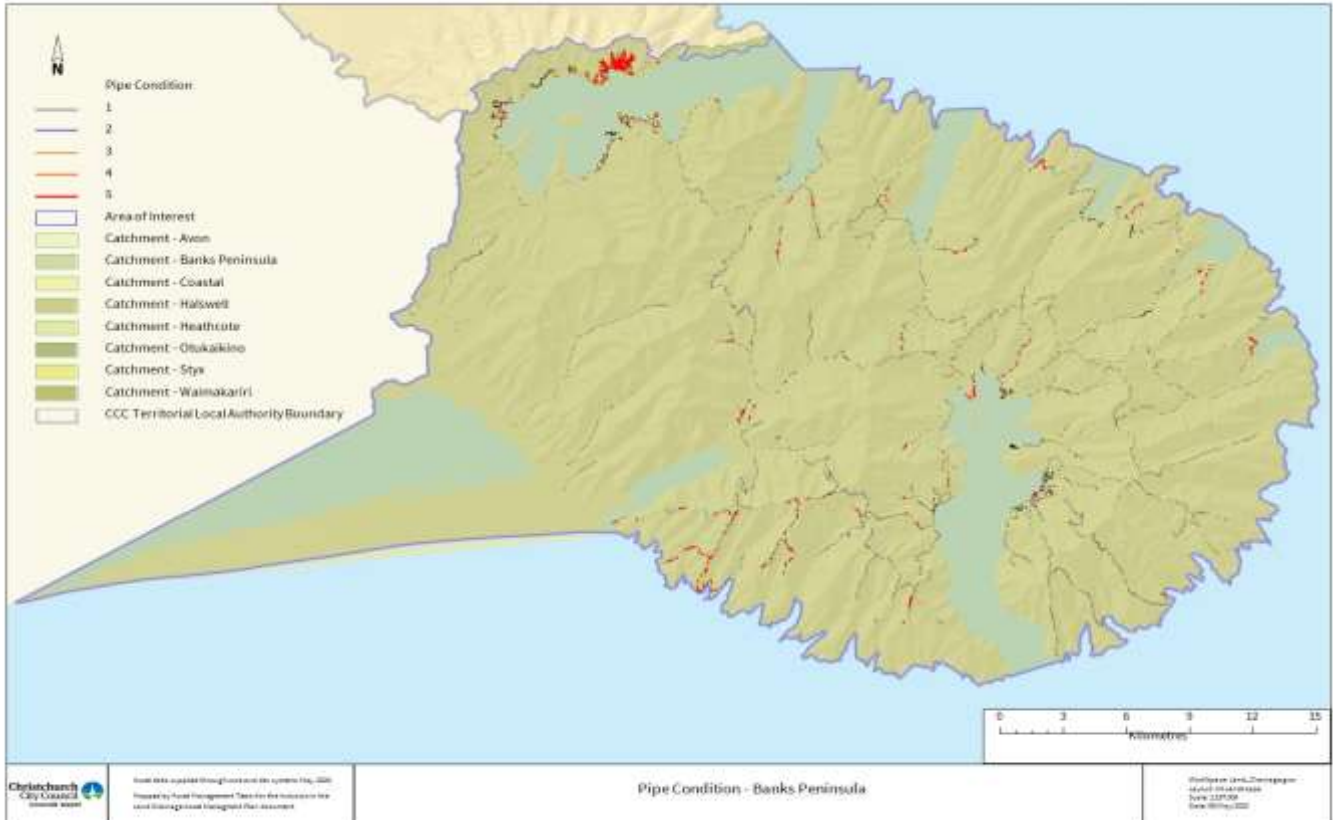 N
Pipe Condition
1
2
3
4
5
Area of Interest
Catchment - Avon
Catchment - Banks Peninsula
Catchment - Coastal
Catchment - Halswell
Catchment - Heathcote
Catchment - Otukaikino
Catchment - Styx
Catchment - Waimakariri
CCC Territorial Local Authority Boundary
0 3 6 9 12 15
Kilometres
Christchurch
City Council
Pipe Condition - Banks Peninsula